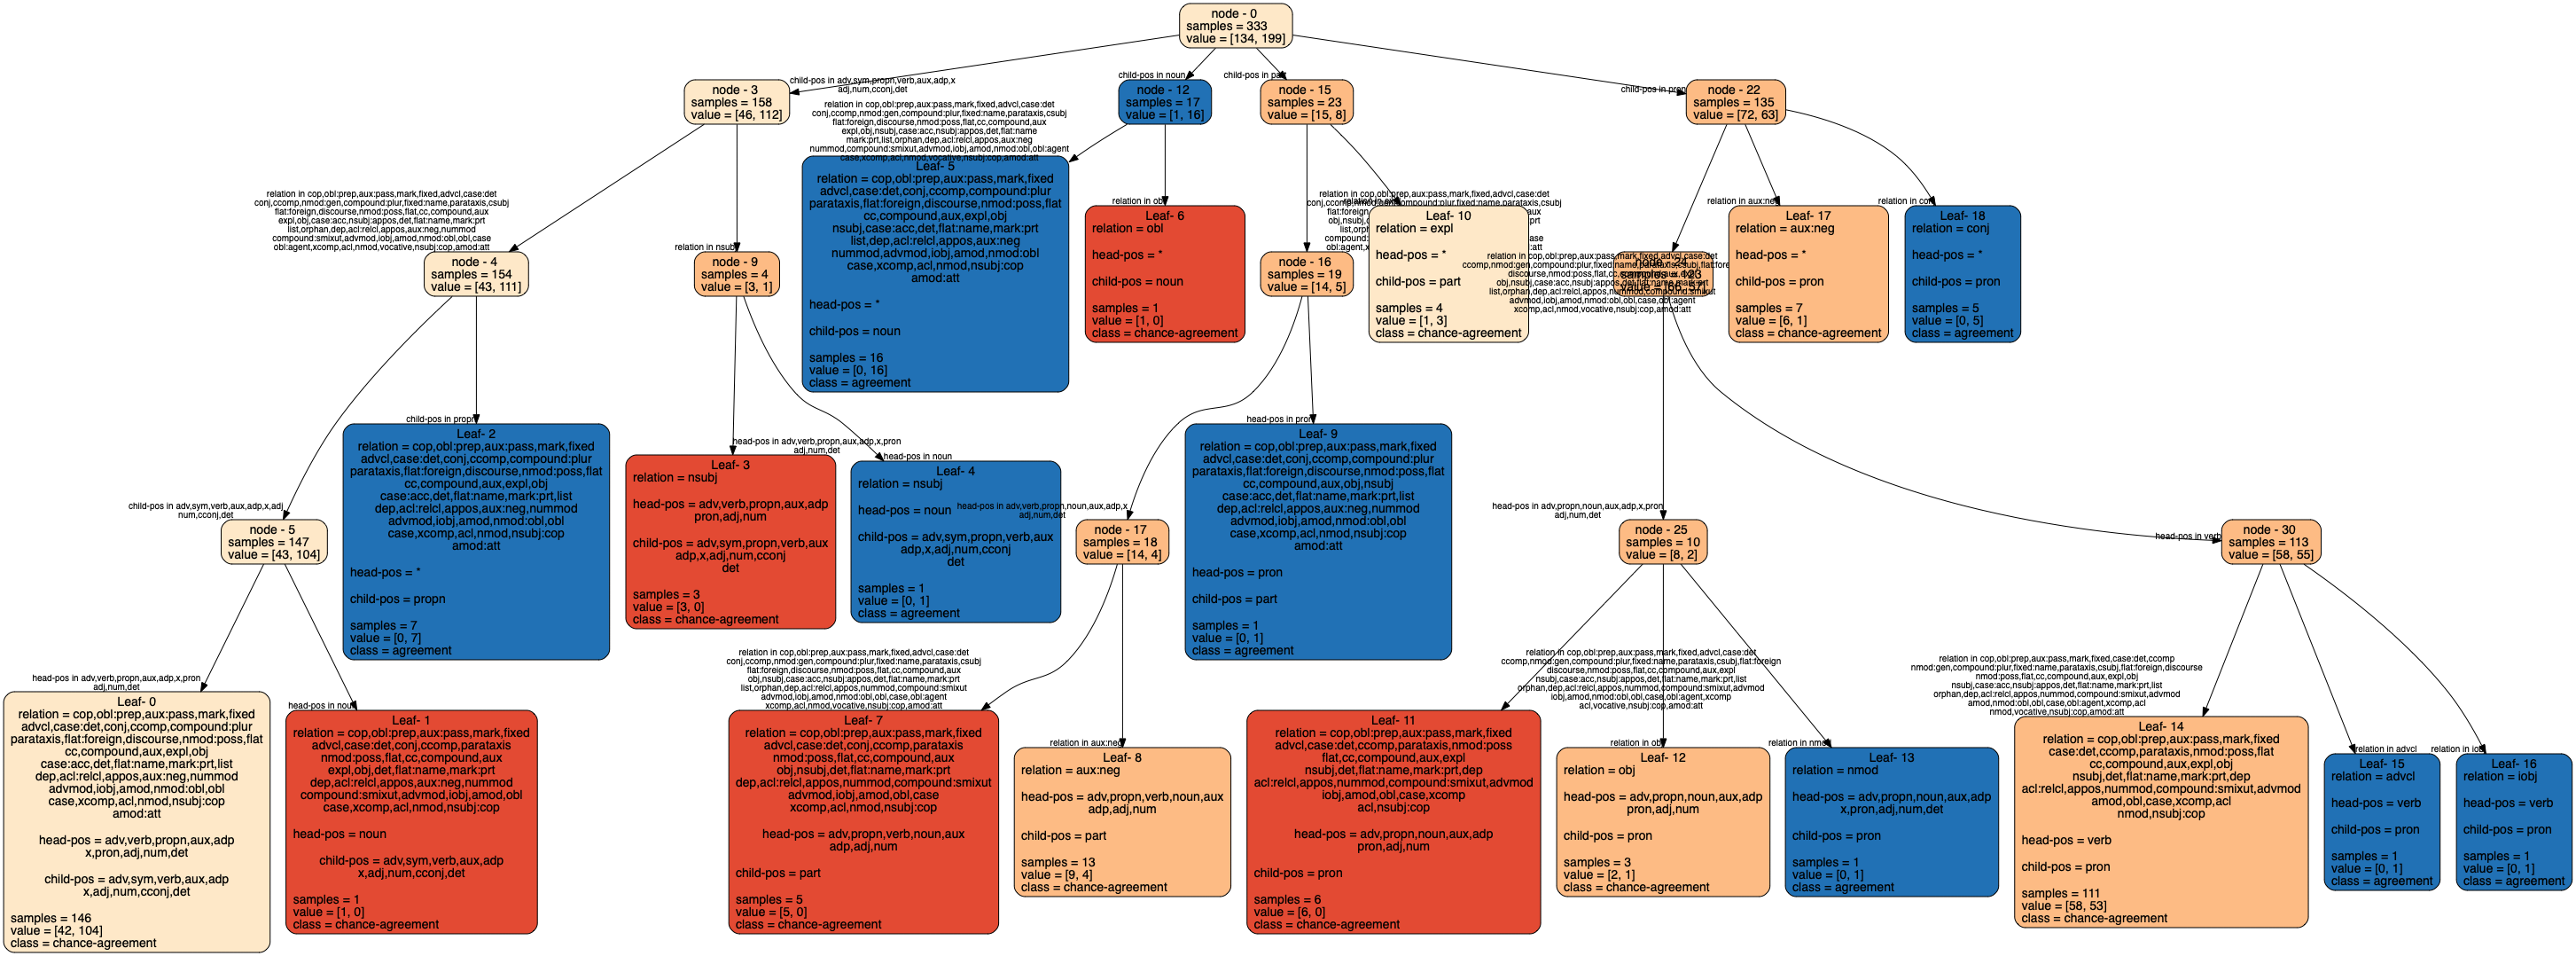 node - 0
samples = 333
value = [134, 199]
child-pos in adv,sym,propn,verb,aux,adp,x
adj,num,cconj,det
child-pos in noun
child-pos in part
child-pos in pron
node - 3
samples = 158
value = [46, 112]
node - 12
samples = 17
value = [1, 16]
node - 15
samples = 23
value = [15, 8]
node - 22
samples = 135
value = [72, 63]
relation in cop,obl:prep,aux:pass,mark,fixed,advcl,case:det
conj,ccomp,nmod:gen,compound:plur,fixed:name,parataxis,csubj
flat:foreign,discourse,nmod:poss,flat,cc,compound,aux
expl,obj,nsubj,case:acc,nsubj:appos,det,flat:name
mark:prt,list,orphan,dep,acl:relcl,appos,aux:neg
nummod,compound:smixut,advmod,iobj,amod,nmod:obl,obl:agent
case,xcomp,acl,nmod,vocative,nsubj:cop,amod:att
Leaf- 5
relation = cop,obl:prep,aux:pass,mark,fixed
advcl,case:det,conj,ccomp,compound:plur
parataxis,flat:foreign,discourse,nmod:poss,flat
cc,compound,aux,expl,obj
nsubj,case:acc,det,flat:name,mark:prt
list,dep,acl:relcl,appos,aux:neg
nummod,advmod,iobj,amod,nmod:obl
case,xcomp,acl,nmod,nsubj:cop
amod:att
head-pos = *
child-pos = noun
samples = 16
value = [0, 16]
class = agreement
relation in obl
Leaf- 6
relation = obl
head-pos = *
child-pos = noun
samples = 1
value = [1, 0]
class = chance-agreement
relation in cop,obl:prep,aux:pass,mark,fixed,advcl,case:det
Leaf- 10
relation = expl
head-pos = *
child-pos = part
samples = 4
value = [1, 3]
class = chance-agreement
relation in aux:neg
Leaf- 17
relation = aux:neg
head-pos = *
child-pos = pron
samples = 7
value = [6, 1]
class = chance-agreement
relation in conj
Leaf- 18
relation = conj
head-pos = *
child-pos = pron
samples = 5
value = [0, 5]
class = agreement
relation in cop,obl:prep,aux:pass,mark,fixed,advcl,case:det
conj,ccomp,nmod:gen,compound:plur,fixed:name,parataxis,csubj
flat:foreign,discourse,nmod:poss,flat,cc,compound,aux
expl,obj,case:acc,nsubj:appos,det,flat:name,mark:prt
list,orphan,dep,acl:relcl,appos,aux:neg,nummod
compound:smixut,advmod,iobj,amod,nmod:obl,obl,case
obl:agent,xcomp,acl,nmod,vocative,nsubj:cop,amod:att
node - 4
samples = 154
value = [43, 111]
relation in nsubj
node - 9
samples = 4
value = [3, 1]
node - 16
samples = 19
value = [14, 5]
relation in cop,obl:prep,aux:pass,mark,fixed,advcl,case:det
node - 24
samples = 123
value = [66, 57]
child-pos in propn
Leaf- 2
relation = cop,obl:prep,aux:pass,mark,fixed
advcl,case:det,conj,ccomp,compound:plur
parataxis,flat:foreign,discourse,nmod:poss,flat
cc,compound,aux,expl,obj
case:acc,det,flat:name,mark:prt,list
dep,acl:relcl,appos,aux:neg,nummod
advmod,iobj,amod,nmod:obl,obl
case,xcomp,acl,nmod,nsubj:cop
amod:att
head-pos = *
child-pos = propn
samples = 7
value = [0, 7]
class = agreement
head-pos in adv,verb,propn,aux,adp,x,pron
adj,num,det
Leaf- 3
relation = nsubj
head-pos = adv,verb,propn,aux,adp
pron,adj,num
child-pos = adv,sym,propn,verb,aux
adp,x,adj,num,cconj
det
samples = 3
value = [3, 0]
class = chance-agreement
head-pos in noun
Leaf- 4
relation = nsubj
head-pos = noun
child-pos = adv,sym,propn,verb,aux
adp,x,adj,num,cconj
det
samples = 1
value = [0, 1]
class = agreement
head-pos in pron
Leaf- 9
relation = cop,obl:prep,aux:pass,mark,fixed
advcl,case:det,conj,ccomp,compound:plur
parataxis,flat:foreign,discourse,nmod:poss,flat
cc,compound,aux,obj,nsubj
case:acc,det,flat:name,mark:prt,list
dep,acl:relcl,appos,aux:neg,nummod
advmod,iobj,amod,nmod:obl,obl
case,xcomp,acl,nmod,nsubj:cop
amod:att
head-pos = pron
child-pos = part
samples = 1
value = [0, 1]
class = agreement
child-pos in adv,sym,verb,aux,adp,x,adj
num,cconj,det
node - 5
samples = 147
value = [43, 104]
head-pos in adv,verb,propn,noun,aux,adp,x
adj,num,det
node - 17
samples = 18
value = [14, 4]
head-pos in adv,propn,noun,aux,adp,x,pron
adj,num,det
node - 25
samples = 10
value = [8, 2]
head-pos in verb
node - 30
samples = 113
value = [58, 55]
head-pos in adv,verb,propn,aux,adp,x,pron
adj,num,det
Leaf- 0
relation = cop,obl:prep,aux:pass,mark,fixed
advcl,case:det,conj,ccomp,compound:plur
parataxis,flat:foreign,discourse,nmod:poss,flat
cc,compound,aux,expl,obj
case:acc,det,flat:name,mark:prt,list
dep,acl:relcl,appos,aux:neg,nummod
advmod,iobj,amod,nmod:obl,obl
case,xcomp,acl,nmod,nsubj:cop
amod:att
head-pos = adv,verb,propn,aux,adp
x,pron,adj,num,det
child-pos = adv,sym,verb,aux,adp
x,adj,num,cconj,det
samples = 146
value = [42, 104]
class = chance-agreement
head-pos in noun
Leaf- 1
relation = cop,obl:prep,aux:pass,mark,fixed
advcl,case:det,conj,ccomp,parataxis
nmod:poss,flat,cc,compound,aux
expl,obj,det,flat:name,mark:prt
dep,acl:relcl,appos,aux:neg,nummod
compound:smixut,advmod,iobj,amod,obl
case,xcomp,acl,nmod,nsubj:cop
head-pos = noun
child-pos = adv,sym,verb,aux,adp
x,adj,num,cconj,det
samples = 1
value = [1, 0]
class = chance-agreement
relation in cop,obl:prep,aux:pass,mark,fixed,advcl,case:det
conj,ccomp,nmod:gen,compound:plur,fixed:name,parataxis,csubj
flat:foreign,discourse,nmod:poss,flat,cc,compound,aux
obj,nsubj,case:acc,nsubj:appos,det,flat:name,mark:prt
list,orphan,dep,acl:relcl,appos,nummod,compound:smixut
advmod,iobj,amod,nmod:obl,obl,case,obl:agent
xcomp,acl,nmod,vocative,nsubj:cop,amod:att
Leaf- 7
relation = cop,obl:prep,aux:pass,mark,fixed
advcl,case:det,conj,ccomp,parataxis
nmod:poss,flat,cc,compound,aux
obj,nsubj,det,flat:name,mark:prt
dep,acl:relcl,appos,nummod,compound:smixut
advmod,iobj,amod,obl,case
xcomp,acl,nmod,nsubj:cop
head-pos = adv,propn,verb,noun,aux
adp,adj,num
child-pos = part
samples = 5
value = [5, 0]
class = chance-agreement
relation in aux:neg
Leaf- 8
relation = aux:neg
head-pos = adv,propn,verb,noun,aux
adp,adj,num
child-pos = part
samples = 13
value = [9, 4]
class = chance-agreement
relation in cop,obl:prep,aux:pass,mark,fixed,advcl,case:det
ccomp,nmod:gen,compound:plur,fixed:name,parataxis,csubj,flat:foreign
discourse,nmod:poss,flat,cc,compound,aux,expl
nsubj,case:acc,nsubj:appos,det,flat:name,mark:prt,list
orphan,dep,acl:relcl,appos,nummod,compound:smixut,advmod
iobj,amod,nmod:obl,obl,case,obl:agent,xcomp
acl,vocative,nsubj:cop,amod:att
Leaf- 11
relation = cop,obl:prep,aux:pass,mark,fixed
advcl,case:det,ccomp,parataxis,nmod:poss
flat,cc,compound,aux,expl
nsubj,det,flat:name,mark:prt,dep
acl:relcl,appos,nummod,compound:smixut,advmod
iobj,amod,obl,case,xcomp
acl,nsubj:cop
head-pos = adv,propn,noun,aux,adp
pron,adj,num
child-pos = pron
samples = 6
value = [6, 0]
class = chance-agreement
relation in obj
Leaf- 12
relation = obj
head-pos = adv,propn,noun,aux,adp
pron,adj,num
child-pos = pron
samples = 3
value = [2, 1]
class = chance-agreement
relation in nmod
Leaf- 13
relation = nmod
head-pos = adv,propn,noun,aux,adp
x,pron,adj,num,det
child-pos = pron
samples = 1
value = [0, 1]
class = agreement
relation in cop,obl:prep,aux:pass,mark,fixed,case:det,ccomp
nmod:gen,compound:plur,fixed:name,parataxis,csubj,flat:foreign,discourse
nmod:poss,flat,cc,compound,aux,expl,obj
nsubj,case:acc,nsubj:appos,det,flat:name,mark:prt,list
orphan,dep,acl:relcl,appos,nummod,compound:smixut,advmod
amod,nmod:obl,obl,case,obl:agent,xcomp,acl
nmod,vocative,nsubj:cop,amod:att
Leaf- 14
relation = cop,obl:prep,aux:pass,mark,fixed
case:det,ccomp,parataxis,nmod:poss,flat
cc,compound,aux,expl,obj
nsubj,det,flat:name,mark:prt,dep
acl:relcl,appos,nummod,compound:smixut,advmod
amod,obl,case,xcomp,acl
nmod,nsubj:cop
head-pos = verb
child-pos = pron
samples = 111
value = [58, 53]
class = chance-agreement
relation in advcl
Leaf- 15
relation = advcl
head-pos = verb
child-pos = pron
samples = 1
value = [0, 1]
class = agreement
relation in iobj
Leaf- 16
relation = iobj
head-pos = verb
child-pos = pron
samples = 1
value = [0, 1]
class = agreement